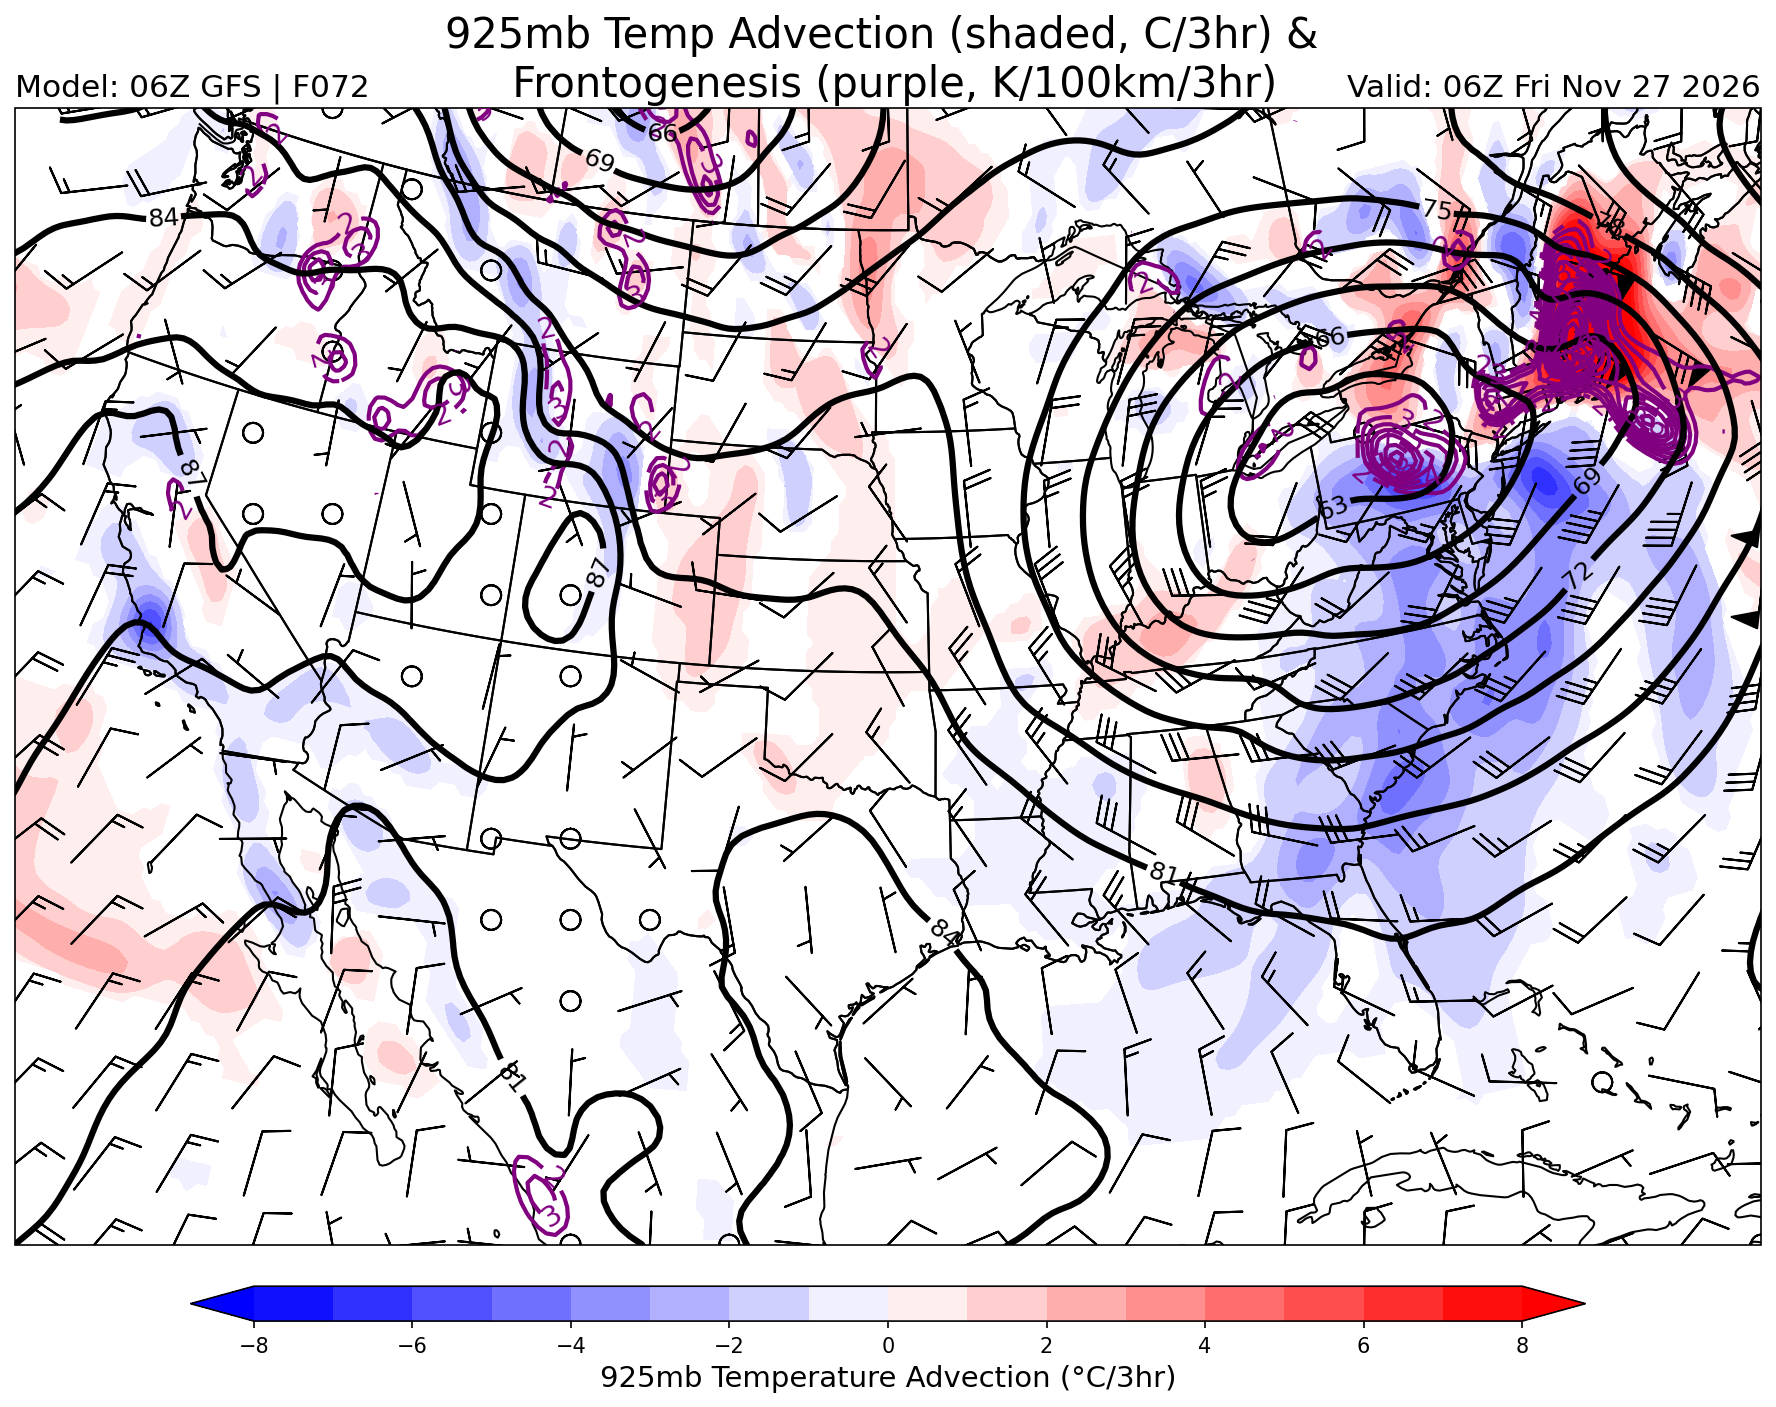 925mb Temp Advection (shaded, C/3hr) &
Frontogenesis (purple, K/100km/3hr)
Model: 06Z GFS | F072
Valid: 06Z Fri Nov 27 2026
66
69
84
75
78
66
87
63
69
72
87
81
84
81
−8 −6 −4 −2 0 2 4 6 8
925mb Temperature Advection (°C/3hr)